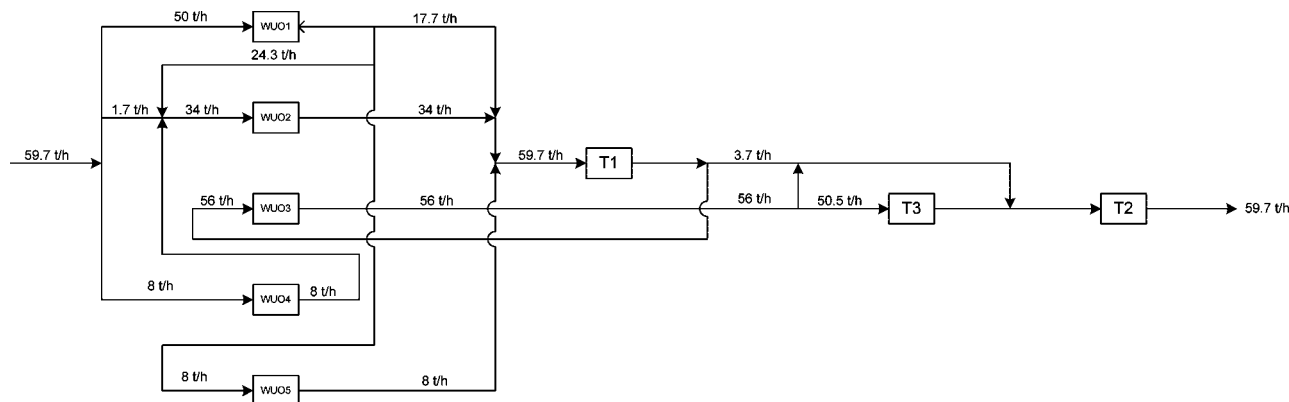 50 t/h
WUO1
17.7 t/h
24.3 t/h
1.7 t/h
34 t/h
WUO2
34 t/h
59.7 t/h
59.7 t/h
T1
3.7 t/h
56 t/h
WUO3
56 t/h
56 t/h
50.5 t/h
T3
T2
59.7 t/h
8 t/h
WUO4
8 t/h
8 t/h
WUO5
8 t/h